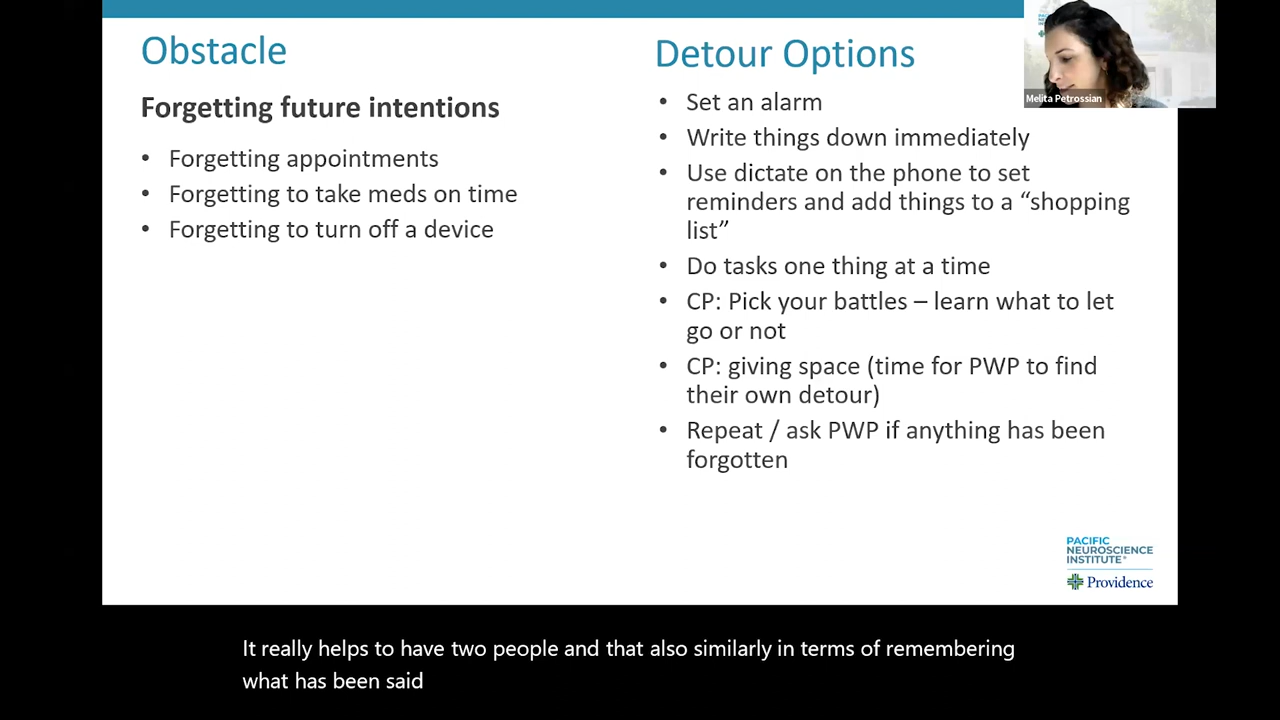 Obstacle
Forgetting future intentions
• Forgetting appointments
• Forgetting to take meds on time
• Forgetting to turn off a device
Detour Options
• Set an alarm
• Write things down immediately
• Use dictate on the phone to set
reminders and add things to a “shopping
list”
• Do tasks one thing at a time
• CP: Pick your battles – learn what to let
go or not
• CP: giving space (time for PWP to find
their own detour)
• Repeat / ask PWP if anything has been
forgotten
Melita Petrossian
PACIFIC
NEUROSCIENCE
INSTITUTE®
Providence
It really helps to have two people and that also similarly in terms of remembering
what has been said